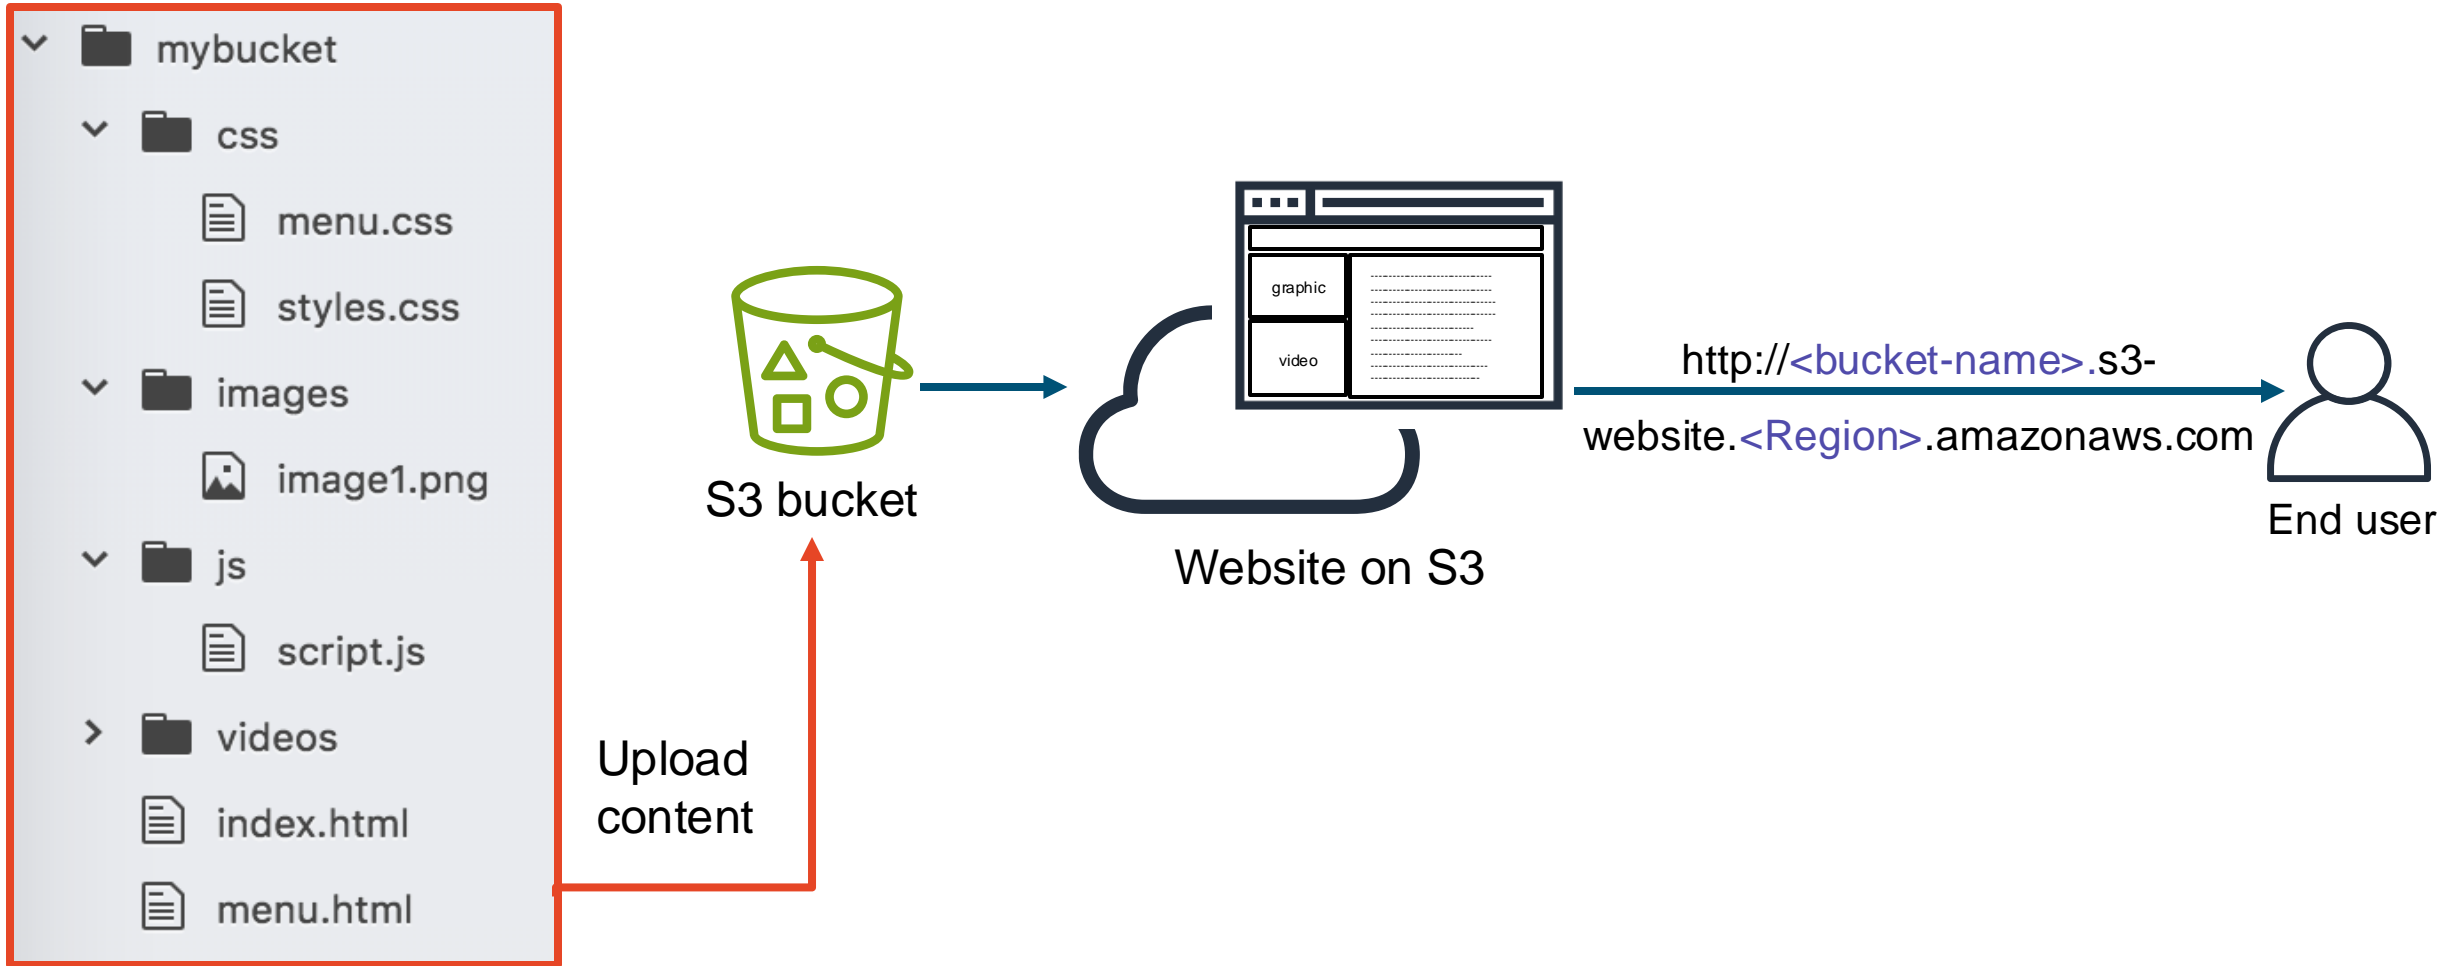 mybucket
css
menu.css
styles.css
images
image1.png
js
script.js
videos
index.html
menu.html
Upload
content
S3 bucket
graphic
video
Website on S3
http://<bucket-name>.s3-
website.<Region>.amazonaws.com
End user